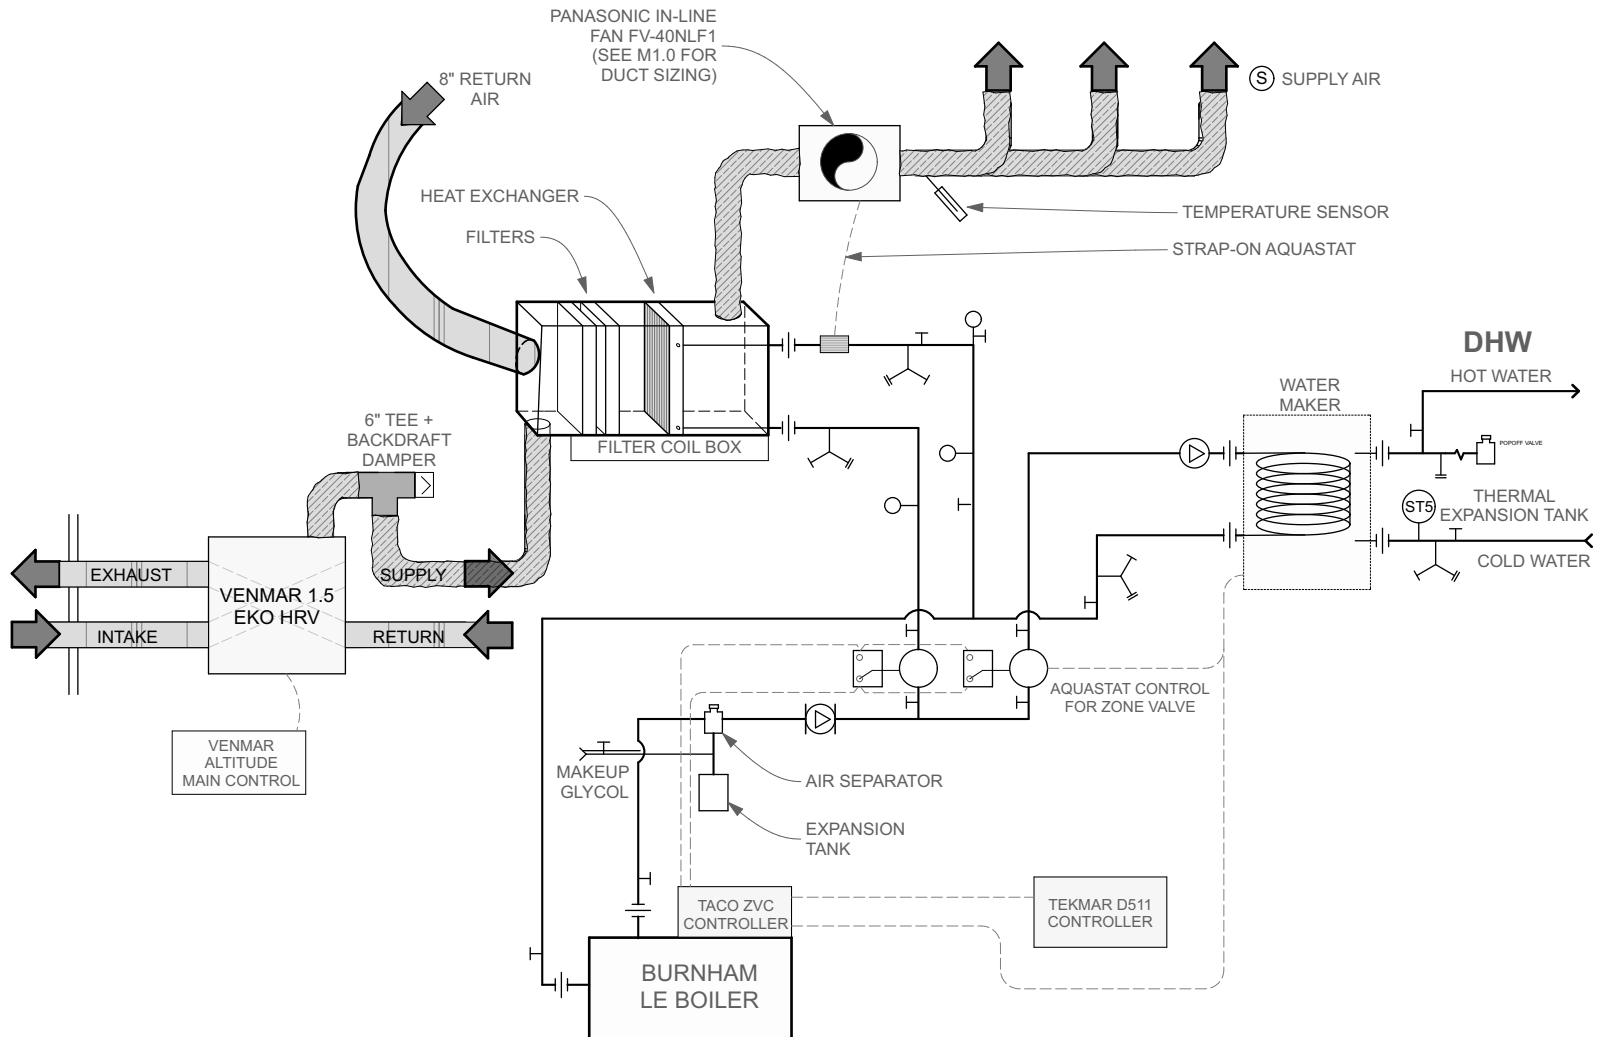 PANASONIC IN-LINE
FAN FV-40NLF1
(SEE M1.0 FOR
DUCT SIZING)
8" RETURN
AIR
S SUPPLY AIR
HEAT EXCHANGER
FILTERS
TEMPERATURE SENSOR
STRAP-ON AQUASTAT
DHW
HOT WATER
WATER
MAKER
POPOFF VALVE
6" TEE +
BACKDRAFT
DAMPER
FILTER COIL BOX
ST5
THERMAL
EXPANSION TANK
COLD WATER
EXHAUST
SUPPLY
VENMAR 1.5
EKO HRV
INTAKE
RETURN
AQUASTAT CONTROL
FOR ZONE VALVE
VENMAR
ALTITUDE
MAIN CONTROL
MAKEUP
GLYCOL
AIR SEPARATOR
EXPANSION
TANK
TACO ZVC
CONTROLLER
TEKMAR D511
CONTROLLER
BURNHAM
LE BOILER